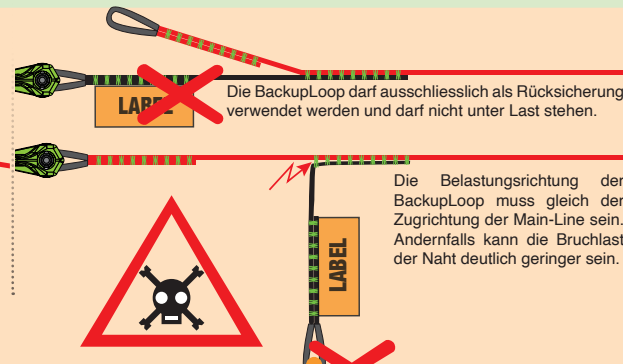 LABEL
Die BackupLoop darf ausschliesslich als Rücksicherung
verwendet werden und darf nicht unter Last stehen.
Die Belastungsrichtung der
BackupLoop muss gleich der
Zugrichtung der Main-Line sein.
Andernfalls kann die Bruchlast
der Naht deutlich geringer sein.
LABEL